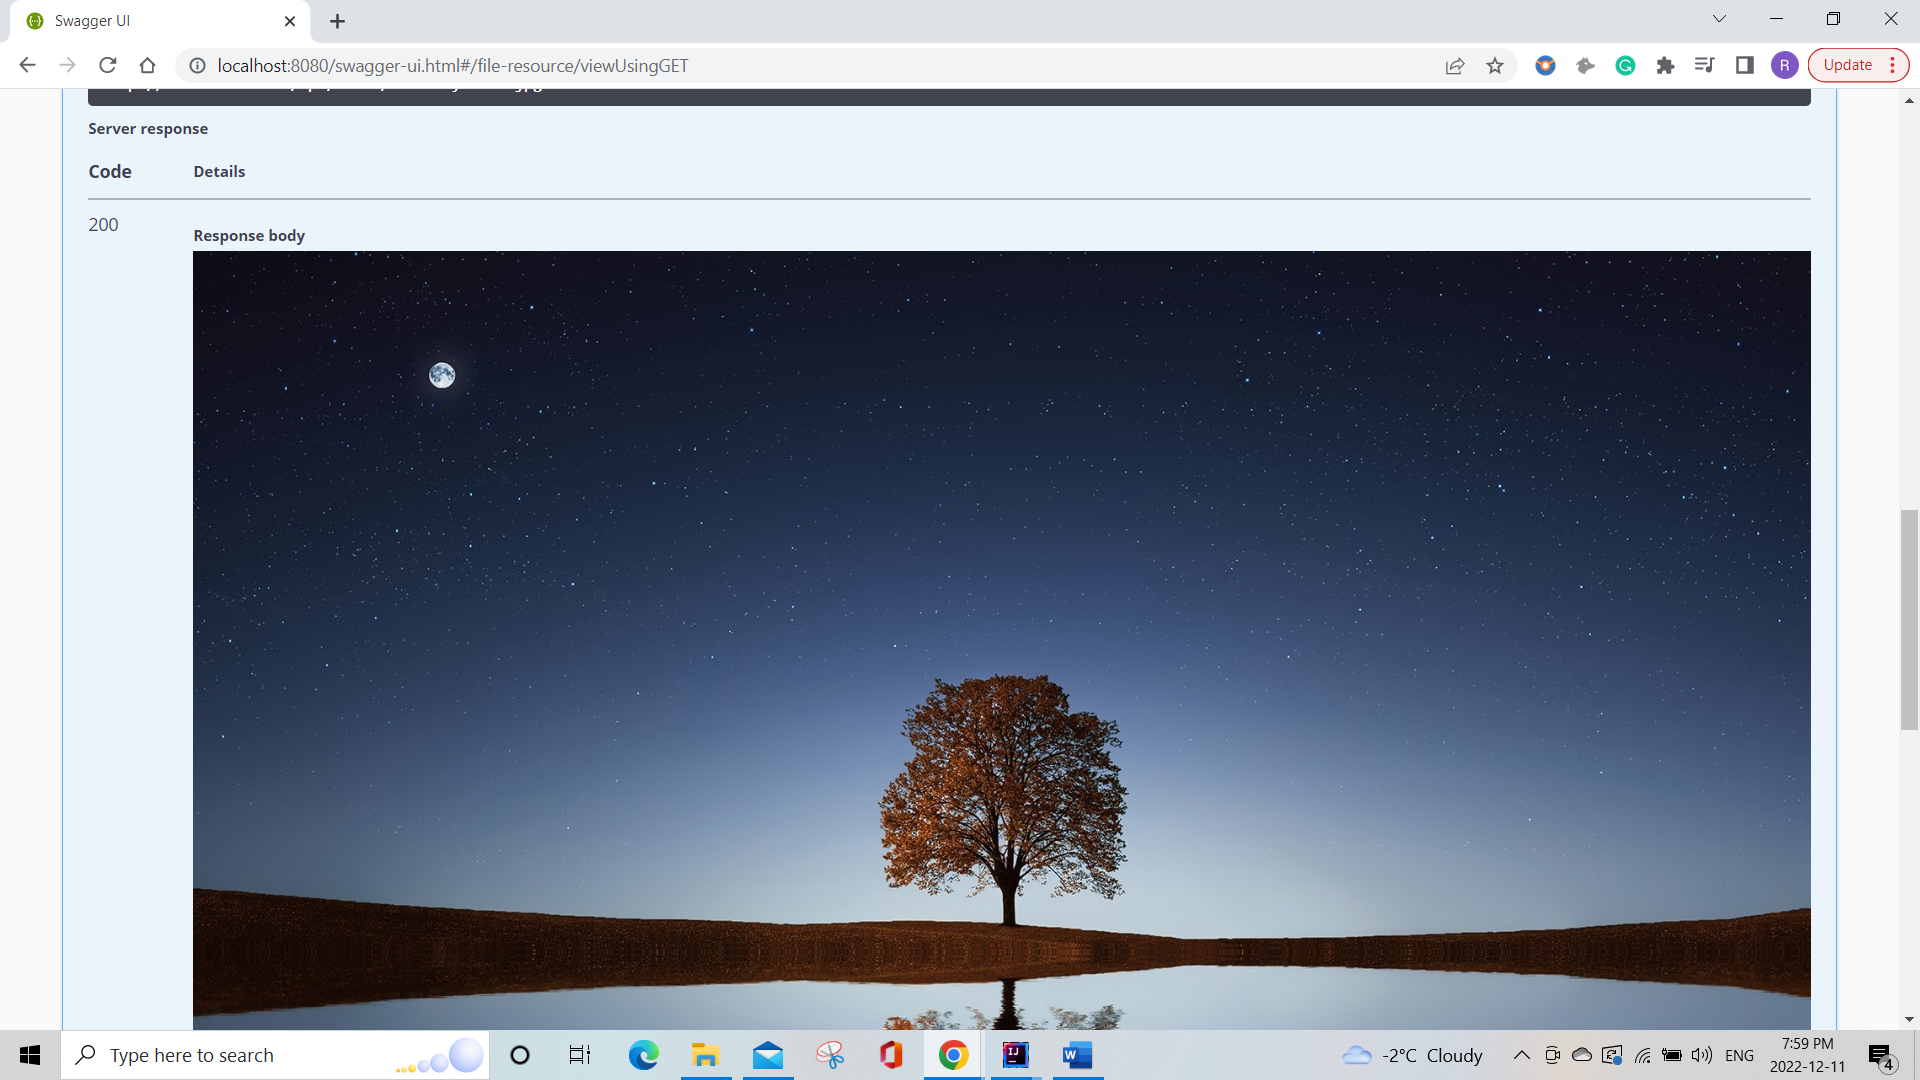 Swagger UI
localhost:8080/swagger-ui.html#/file-resource/viewUsingGET
R
Update
Server response
Code Details
200
Response body
Type here to search
-2°C Cloudy
ENG
7:59 PM
2022-12-11
4